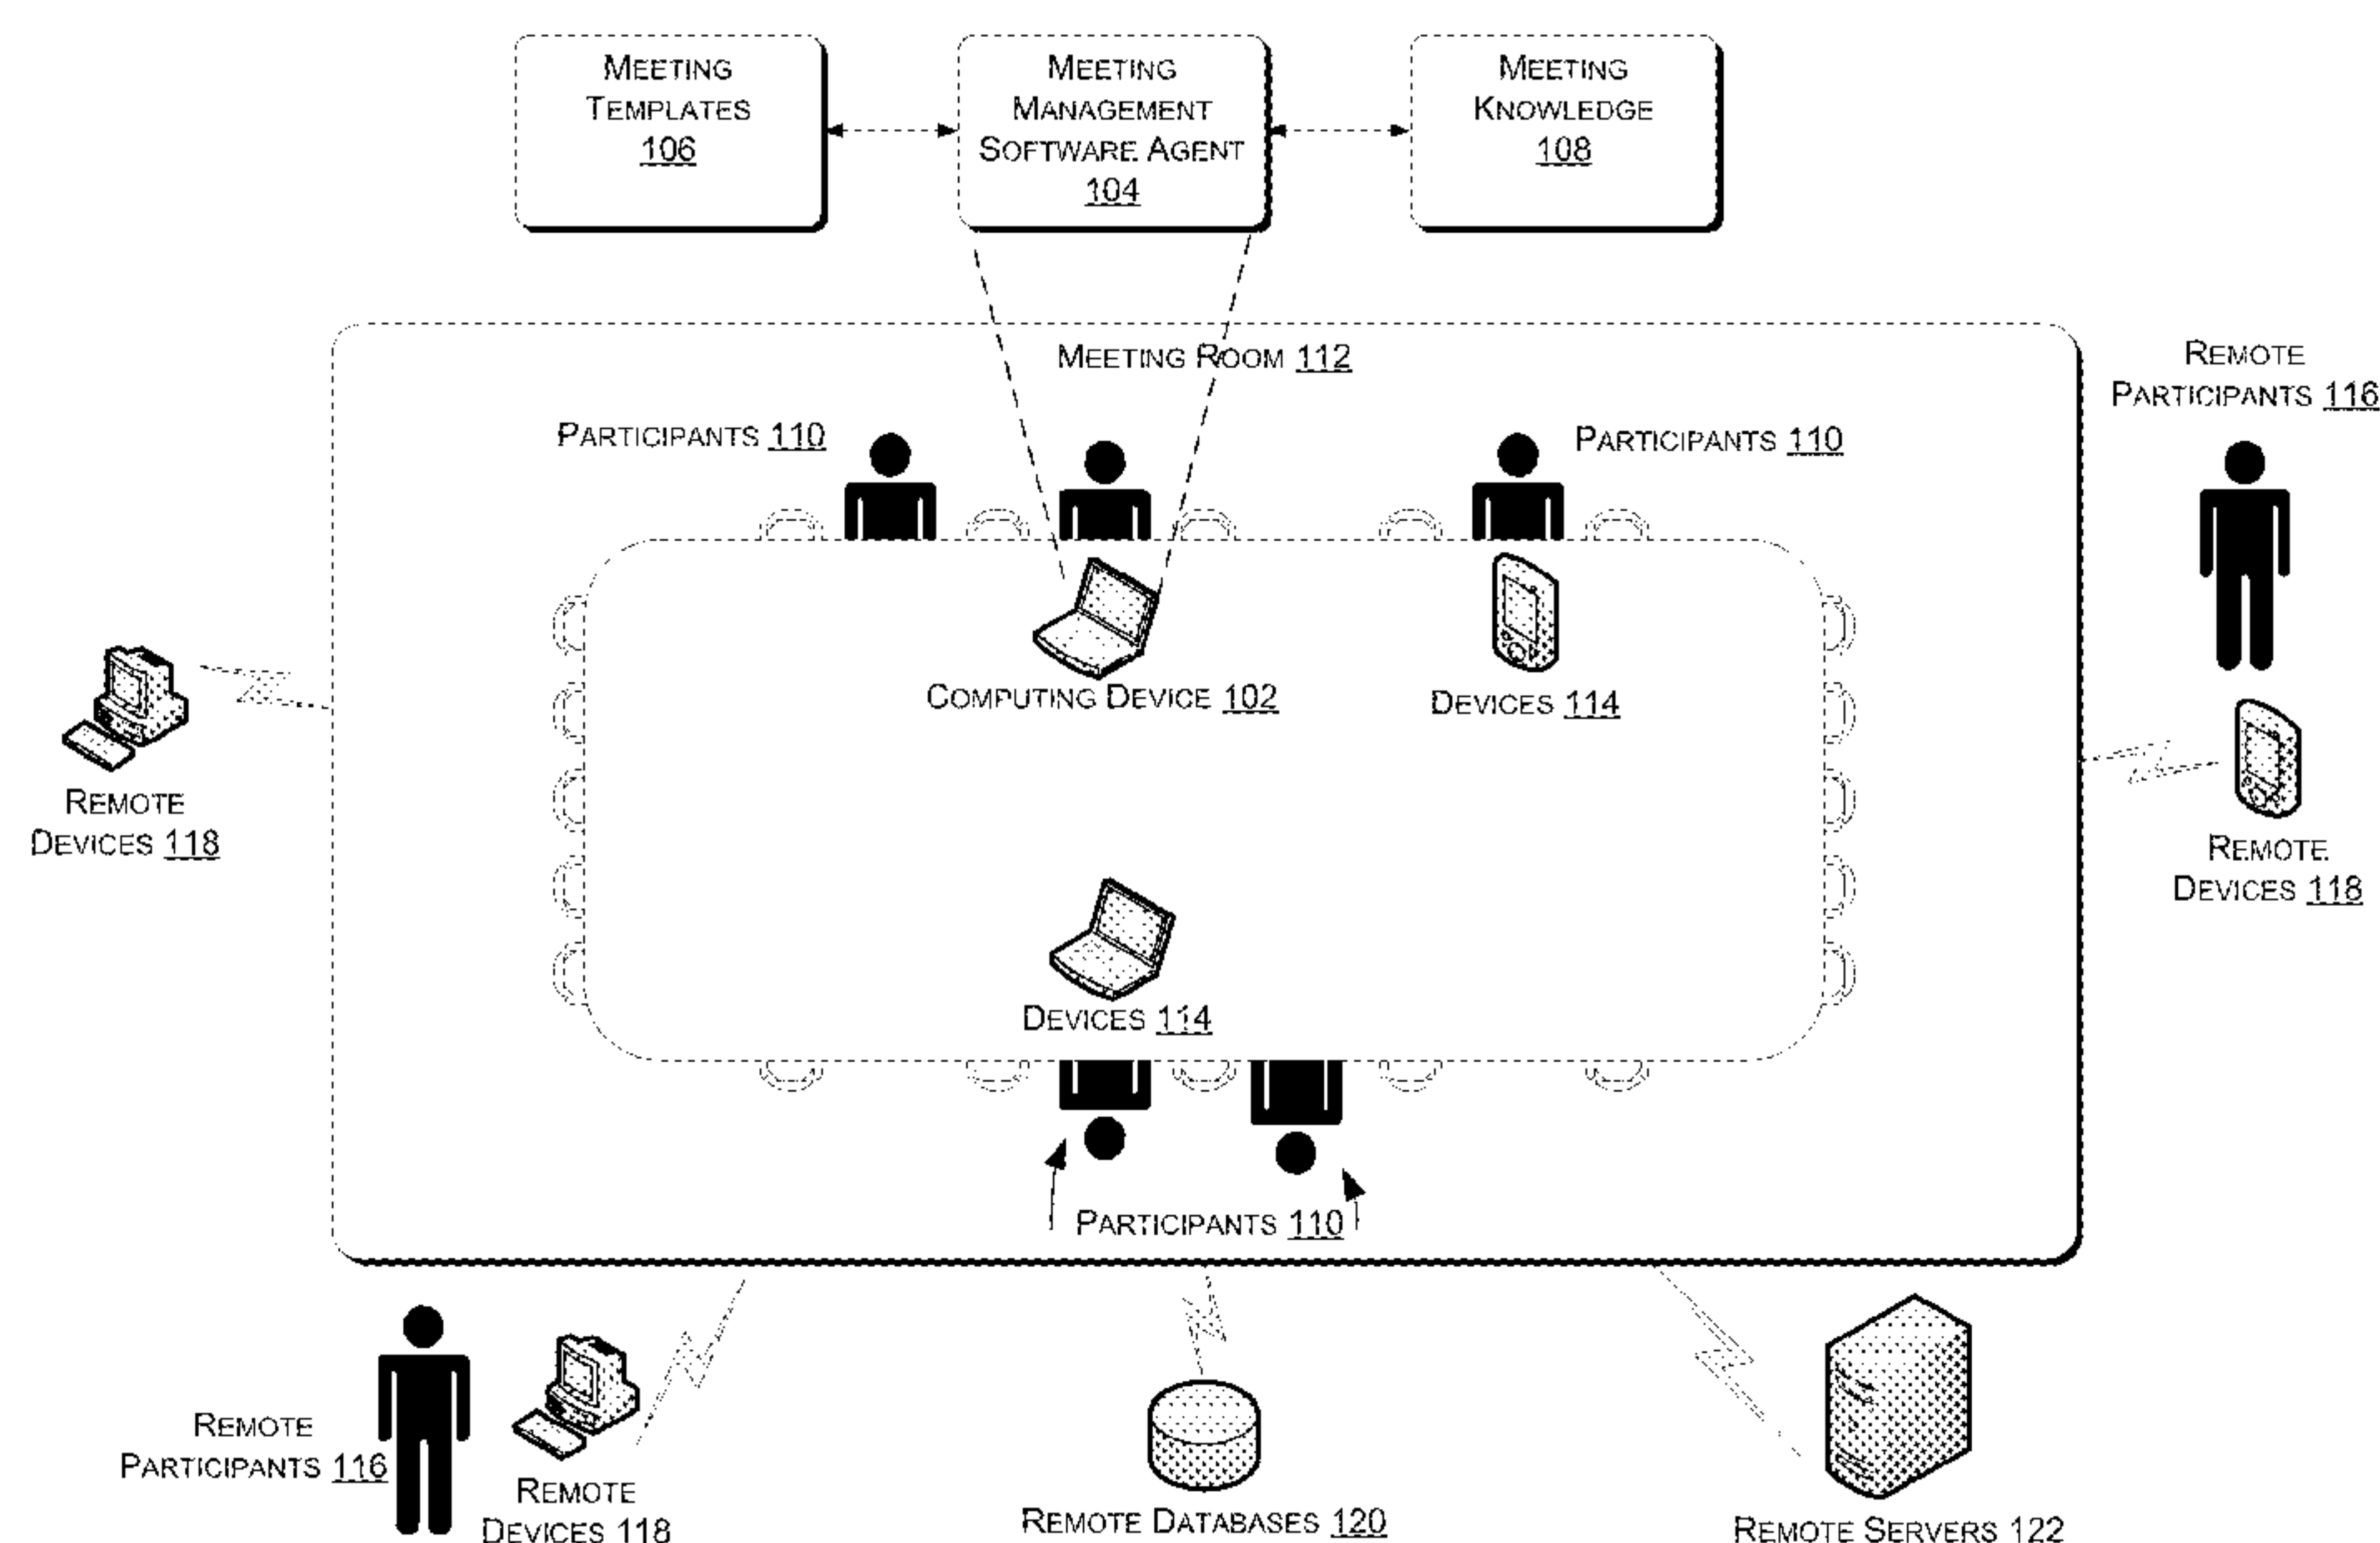 MEETING
TEMPLATES
106
MEETING
MANAGEMENT
SOFTWARE AGENT
104
MEETING
KNOWLEDGE
108
MEETING ROOM 112
REMOTE
PARTICIPANTS 116
PARTICIPANTS 110
PARTICIPANTS 110
COMPUTING DEVICE 102
DEVICES 114
REMOTE
DEVICES 118
REMOTE
DEVICES 118
DEVICES 114
PARTICIPANTS 110
REMOTE
PARTICIPANTS 116
REMOTE
DEVICES 118
REMOTE DATABASES 120
REMOTE SERVERS 122